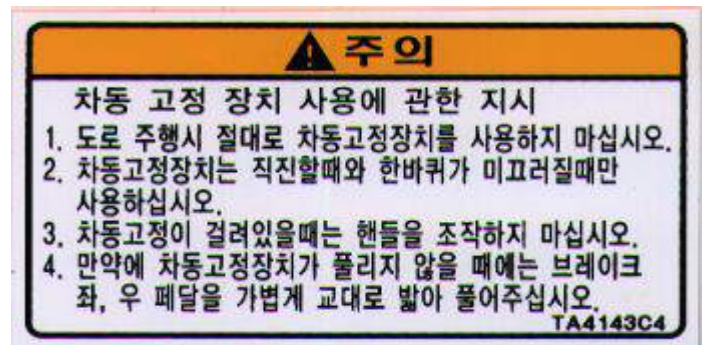 주의
차동 고정 장치 사용에 관한 지시
1. 도로 주행시 절대로 차동고정장치를 사용하지 마십시오.
2. 차동고정장치는 직진할때와 한바퀴가 미끄러질때만
사용하십시오.
3. 차동고정이 걸려있을때는 핸들을 조작하지 마십시오.
4. 만약에 차동고정장치가 풀리지 않을 때에는 브레이크
좌, 우 페달을 가볍게 교대로 밟아 풀어주십시오.
TA4143C4